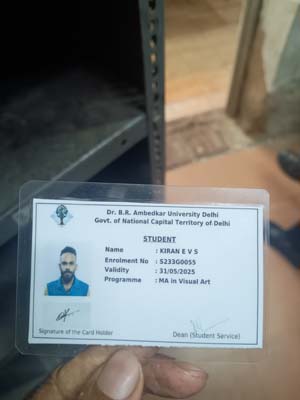 Dr. B.R. Ambedkar University Delhi
Govt. of National Capital Territory of Delhi
STUDENT
Name : KIRAN E V S
Enrolment No : S233G0055
Validity : 31/05/2025
Programme : MA in Visual Art
Signature of the Card Holder
Dean (Student Service)